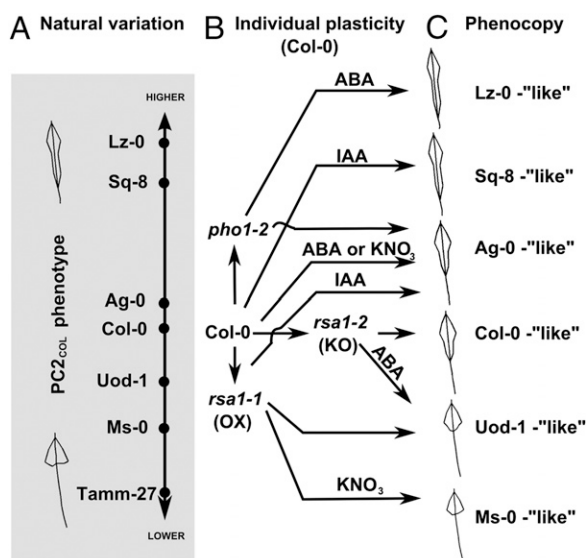 A Natural variation
B Individual plasticity
(Col-0)
C Phenocopy
HIGHER
Lz-0
Sq-8
Ag-0
Col-0
Uod-1
Ms-0
Tamm-27
LOWER
PC2COL phenotype
ABA
IAA
pho1-2
ABA or KNO3
IAA
Col-0
rsa1-2
(KO)
ABA
rsa1-1
(OX)
KNO3
Lz-0 -"like"
Sq-8 -"like"
Ag-0 -"like"
Col-0 -"like"
Uod-1 -"like"
Ms-0 -"like"